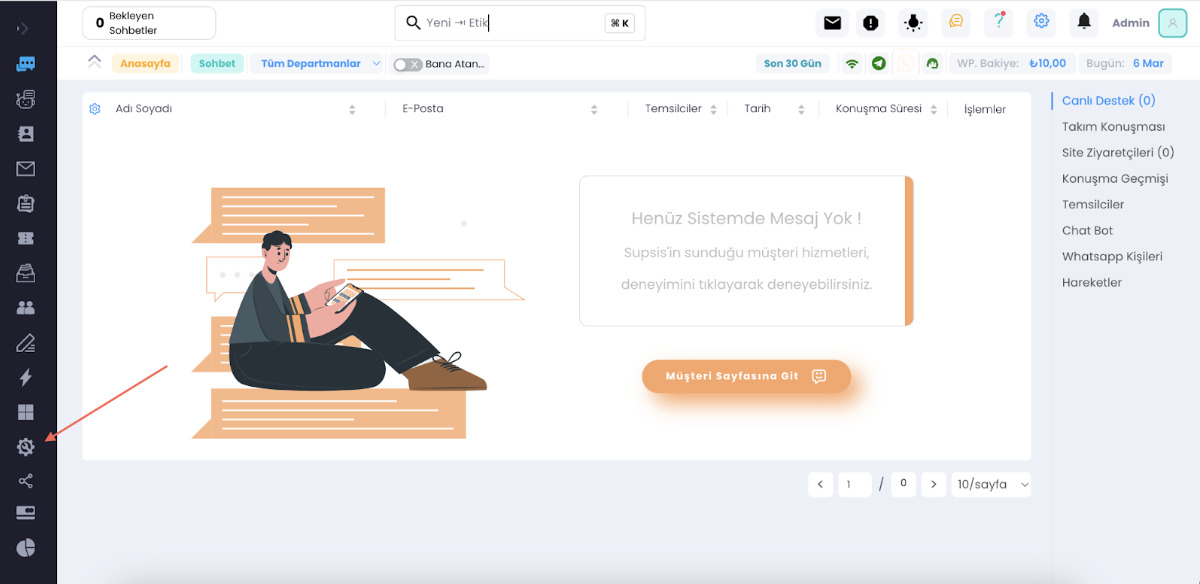 0 Bekleyen
Sohbetler
Yeni ⇥ Etik
⌘ K
Admin
Anasayfa
Sohbet
Tüm Departmanlar
Bana Atan...
Son 30 Gün
WP. Bakiye: ₺10,00
Bugün: 6 Mar
Adı Soyadı
E-Posta
Temsilciler
Tarih
Konuşma Süresi
İşlemler
Henüz Sistemde Mesaj Yok !
Supsis'in sunduğu müşteri hizmetleri,
deneyimini tıklayarak deneyebilirsiniz.
Müşteri Sayfasına Git
1 / 0
10/sayfa
Canlı Destek (0)
Takım Konuşması
Site Ziyaretçileri (0)
Konuşma Geçmişi
Temsilciler
Chat Bot
Whatsapp Kişileri
Hareketler